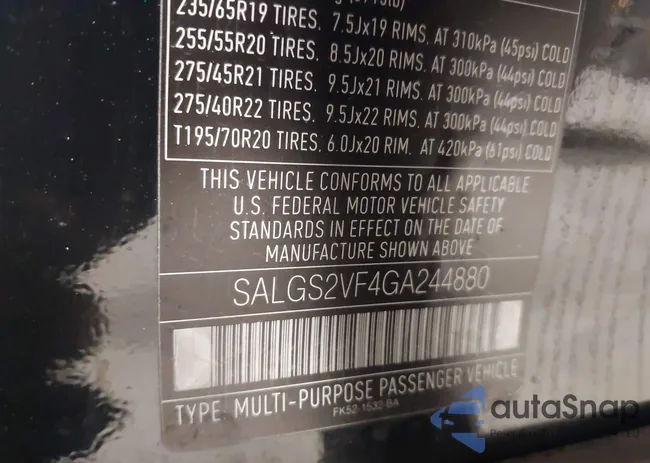 235/65R19 TIRES. 7.5Jx19 RIMS. AT 310kPa (45psi) COLD
255/55R20 TIRES. 8.5Jx20 RIMS. AT 300kPa (44psi) COLD
275/45R21 TIRES. 9.5Jx21 RIMS. AT 300kPa (44psi) COLD
275/40R22 TIRES. 9.5Jx22 RIMS. AT 300kPa (44psi) COLD
T195/70R20 TIRES. 6.0Jx20 RIM. AT 420kPa (61psi) COLD
THIS VEHICLE CONFORMS TO ALL APPLICABLE
U.S. FEDERAL MOTOR VEHICLE SAFETY
STANDARDS IN EFFECT ON THE DATE OF
MANUFACTURE SHOWN ABOVE
SALGS2VF4GA244880
TYPE: MULTI-PURPOSE PASSENGER VEHICLE
FK52-1532-BA
autaSnap